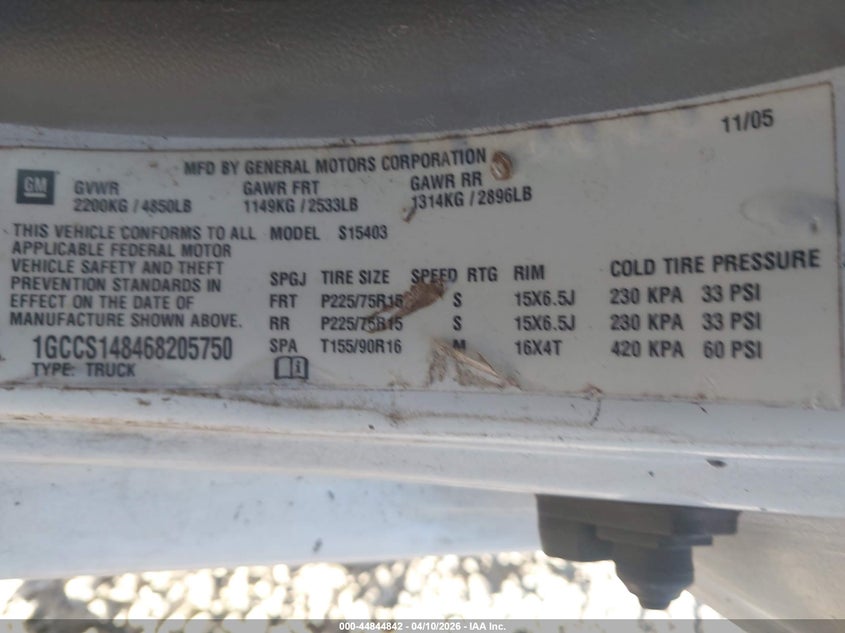 11/05
MFD BY GENERAL MOTORS CORPORATION
GM
GVWR GAWR FRT GAWR RR
2200KG / 4850LB 1149KG / 2533LB 1314KG / 2896LB
THIS VEHICLE CONFORMS TO ALL
APPLICABLE FEDERAL MOTOR
VEHICLE SAFETY AND THEFT
PREVENTION STANDARDS IN
EFFECT ON THE DATE OF
MANUFACTURE SHOWN ABOVE.
1GCCS148468205750
TYPE: TRUCK
MODEL S15403
SPGJ TIRE SIZE SPEED RTG RIM COLD TIRE PRESSURE
FRT P225/75R15 S 15X6.5J 230 KPA 33 PSI
RR P225/75R15 S 15X6.5J 230 KPA 33 PSI
SPA T155/90R16 M 16X4T 420 KPA 60 PSI
000-44844842 - 04/10/2026 - IAA Inc.